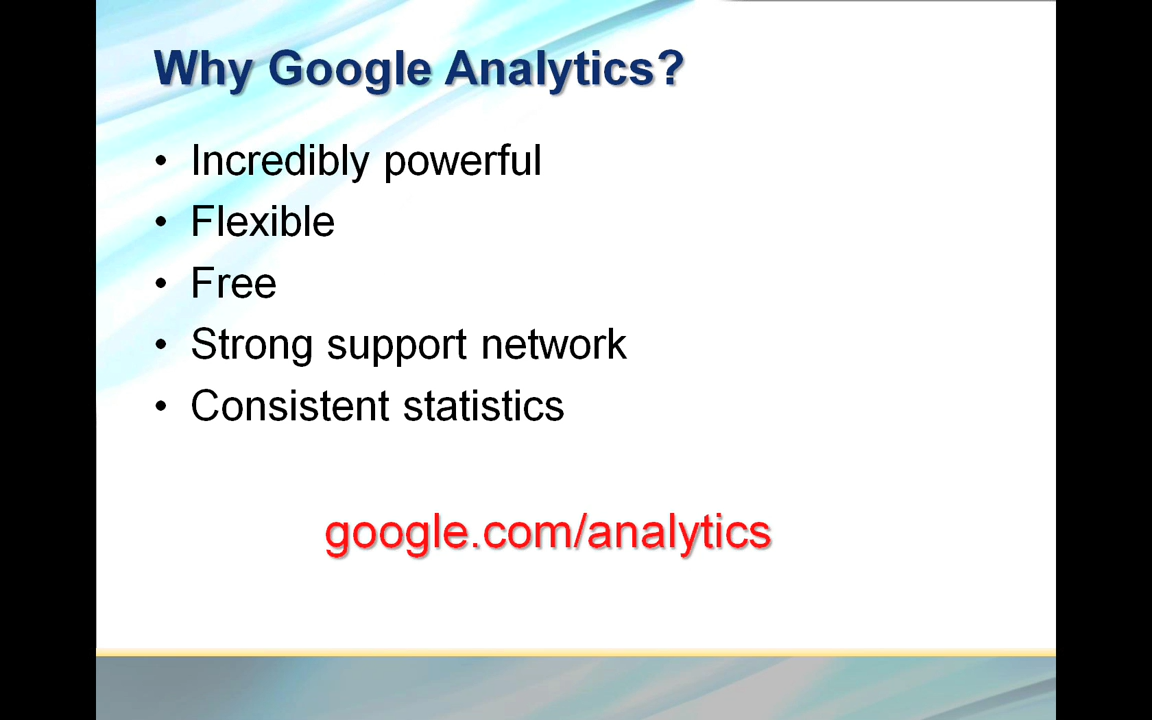 Why Google Analytics?
• Incredibly powerful
• Flexible
• Free
• Strong support network
• Consistent statistics
google.com/analytics